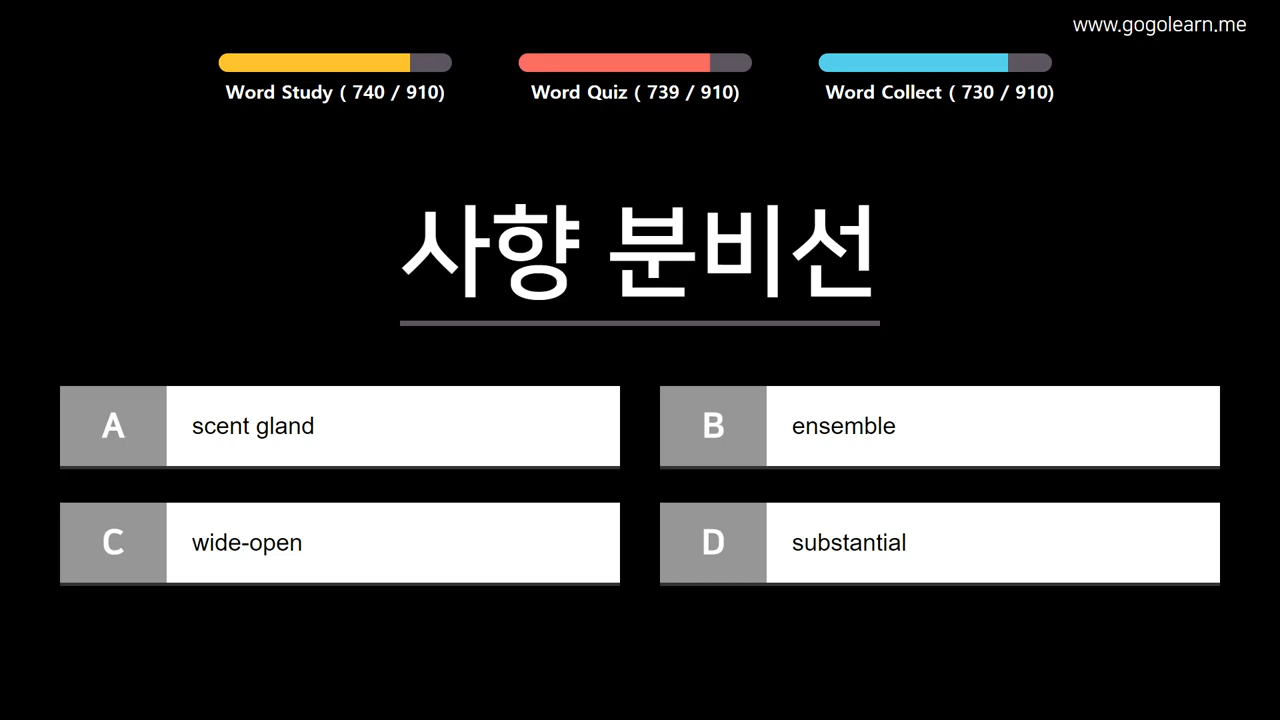 www.gogolearn.me
Word Study ( 740 / 910)
Word Quiz ( 739 / 910)
Word Collect ( 730 / 910)
사향 분비선
A scent gland
B ensemble
C wide-open
D substantial